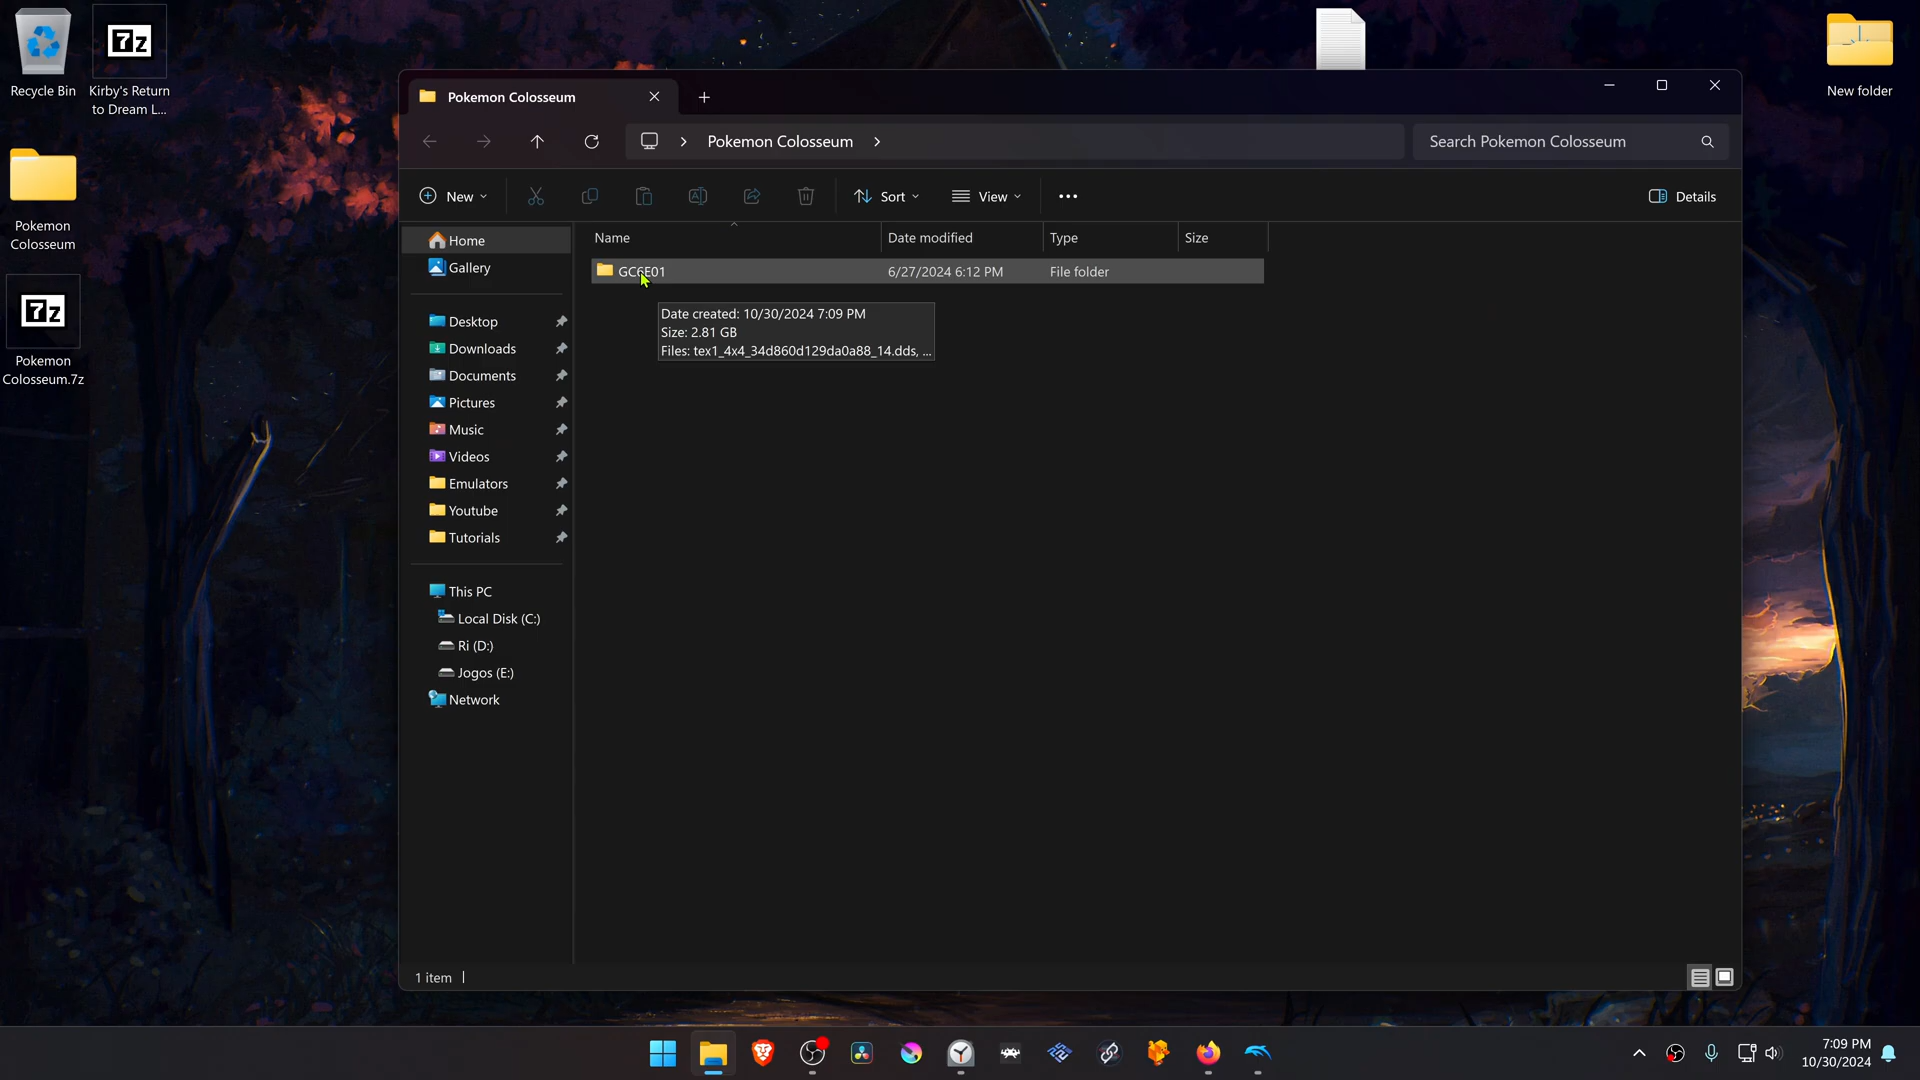 Recycle Bin
Kirby's Return
to Dream L...
New folder
Pokemon
Colosseum
Pokemon
Colosseum.7z
7z
7z
Pokemon Colosseum
Pokemon Colosseum
Search Pokemon Colosseum
New
Sort
View
Details
Home
Gallery
Desktop
Downloads
Documents
Pictures
Music
Videos
Emulators
Youtube
Tutorials
This PC
Local Disk (C:)
Ri (D:)
Jogos (E:)
Network
Name
Date modified
Type
Size
GC6E01
6/27/2024 6:12 PM
File folder
Date created: 10/30/2024 7:09 PM
Size: 2.81 GB
Files: tex1_4x4_34d860d129da0a88_14.dds, ...
1 item
7:09 PM
10/30/2024